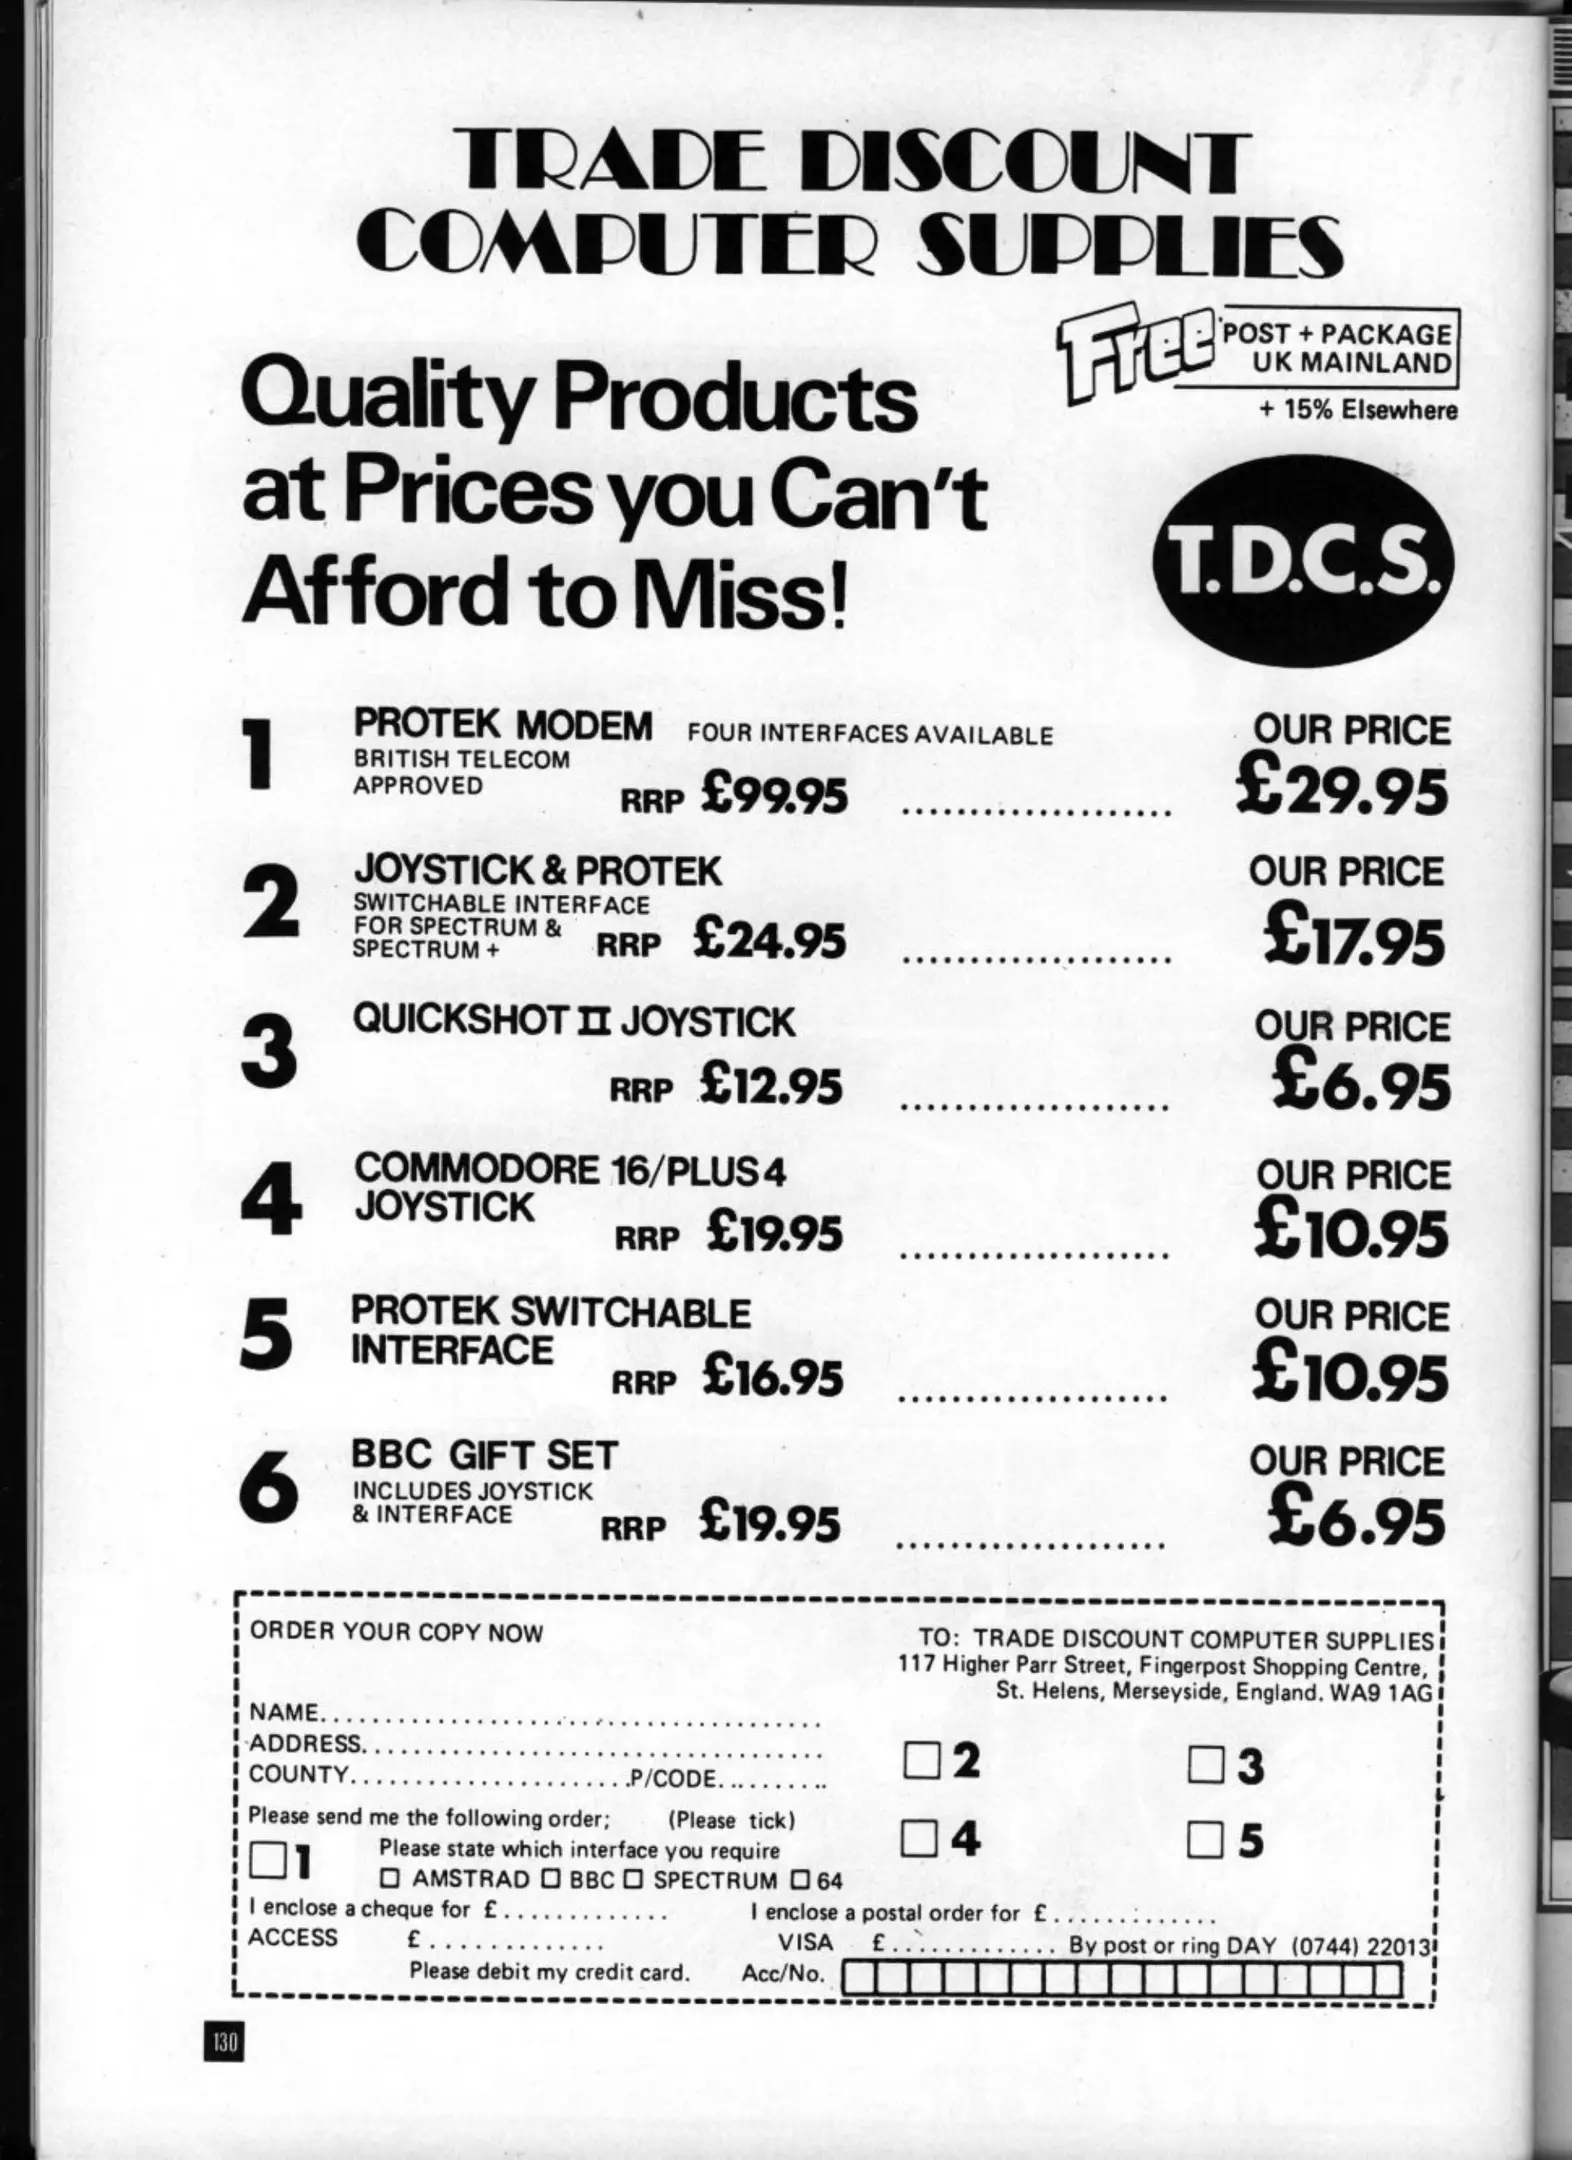 TRADE DISCOUNT
COMPUTER SUPPLIES
Free POST + PACKAGE
UK MAINLAND
+ 15% Elsewhere
Quality Products
at Prices you Can't
Afford to Miss!
T.D.C.S.
1 PROTEK MODEM FOUR INTERFACES AVAILABLE OUR PRICE
BRITISH TELECOM
APPROVED RRP £99.95 ..................... £29.95
2 JOYSTICK & PROTEK OUR PRICE
SWITCHABLE INTERFACE
FOR SPECTRUM &
SPECTRUM + RRP £24.95 ..................... £17.95
3 QUICKSHOT II JOYSTICK OUR PRICE
RRP £12.95 ..................... £6.95
4 COMMODORE 16/PLUS4 OUR PRICE
JOYSTICK
RRP £19.95 ..................... £10.95
5 PROTEK SWITCHABLE OUR PRICE
INTERFACE
RRP £16.95 ..................... £10.95
6 BBC GIFT SET OUR PRICE
INCLUDES JOYSTICK
& INTERFACE RRP £19.95 ..................... £6.95
ORDER YOUR COPY NOW
TO: TRADE DISCOUNT COMPUTER SUPPLIES
117 Higher Parr Street, Fingerpost Shopping Centre,
St. Helens, Merseyside, England. WA9 1AG
NAME.......................................
ADDRESS....................................
COUNTY......................P/CODE..........
Please send me the following order; (Please tick)
□ 1 Please state which interface you require
□ AMSTRAD □ BBC □ SPECTRUM □ 64
□ 2 □ 3
□ 4 □ 5
I enclose a cheque for £............. I enclose a postal order for £.............
ACCESS £.............. VISA £............. By post or ring DAY (0744) 22013
Please debit my credit card. Acc/No.
130